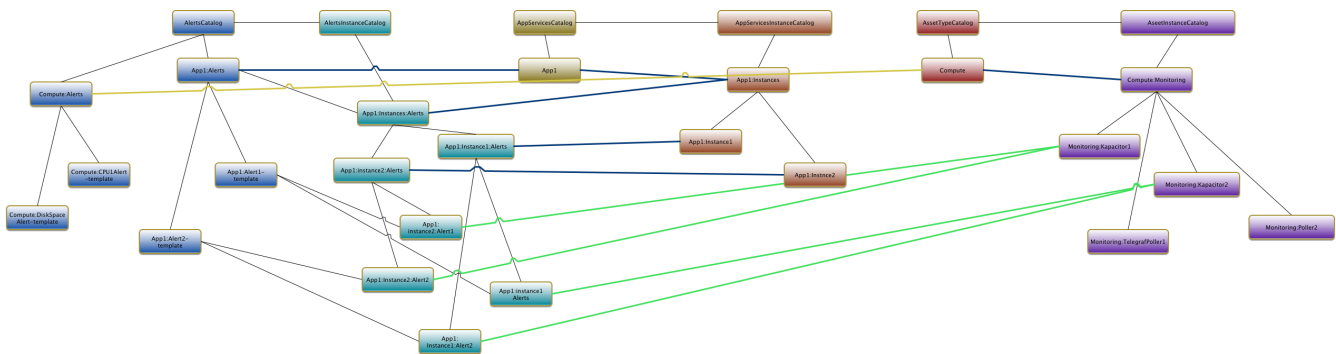 AlertsCatalog
AlertsInstanceCatalog
AppServicesCatalog
AppServicesInstanceCatalog
AssetTypeCatalog
AseetInstanceCatalog
App1:Alerts
App1
App1:Instances
Compute
Compute:Monitoring
Compute:Alerts
App1:Instances:Alerts
App1:Instance1:Alerts
App1:Instance1
Monitoring:Kapacitor1
Compute:CPU1Alert
-template
App1:Alert1-
template
App1:instance2:Alerts
App1:Instnce2
Monitoring:Kapacitor2
Compute:DiskSpace
Alert-template
App1:
Instance2:Alert1
Monitoring:Poller2
App1:Alert2-
template
Monitoring:TelegrafPoller1
App1:Instance2:Alert2
App1:instance1
Alerts
App1:
Instance1:Alert2